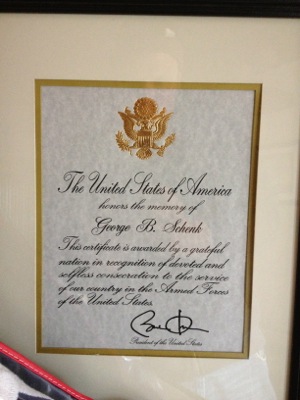 The United States of America
honors the memory of
George B. Schenk
This certificate is awarded by a grateful
nation in recognition of devoted and
selfless consecration to the service
of our country in the Armed Forces
of the United States.
President of the United States